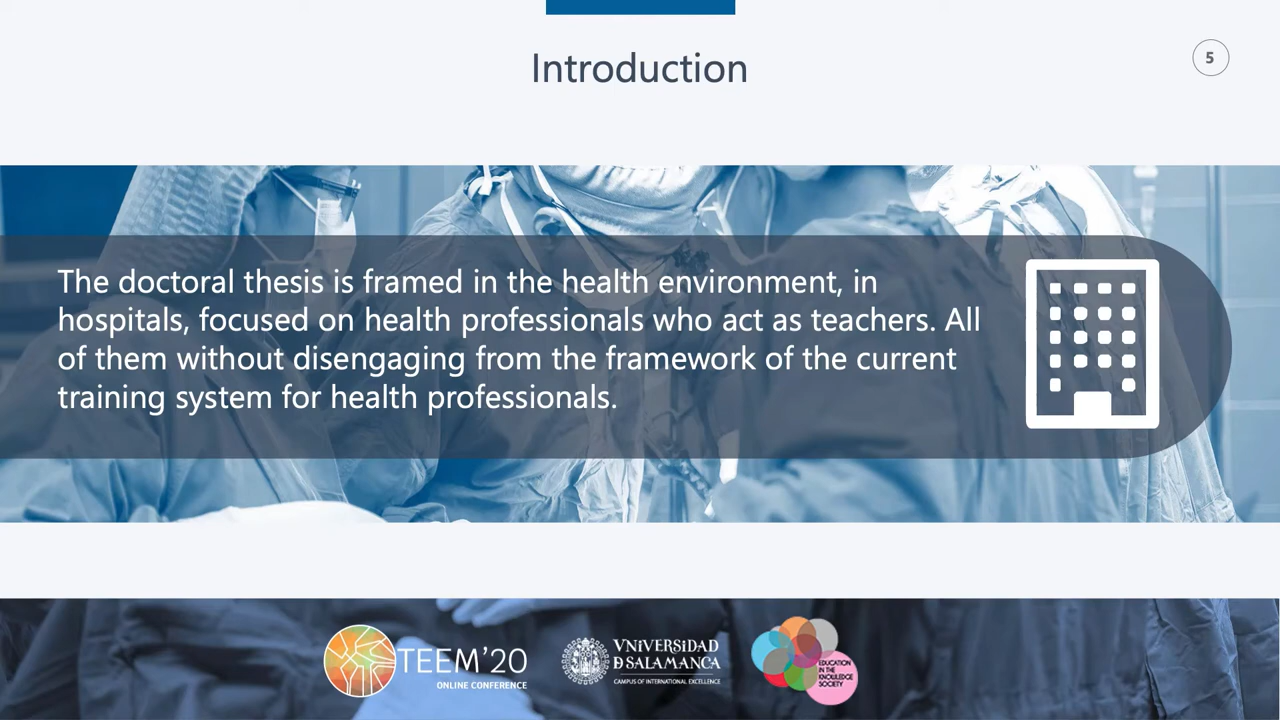 Introduction
5
The doctoral thesis is framed in the health environment, in
hospitals, focused on health professionals who act as teachers. All
of them without disengaging from the framework of the current
training system for health professionals.
TEEM'20
ONLINE CONFERENCE
VNIVERSIDAD
D SALAMANCA
CAMPUS OF INTERNATIONAL EXCELLENCE
EDUCATION
IN THE
KNOWLEDGE
SOCIETY